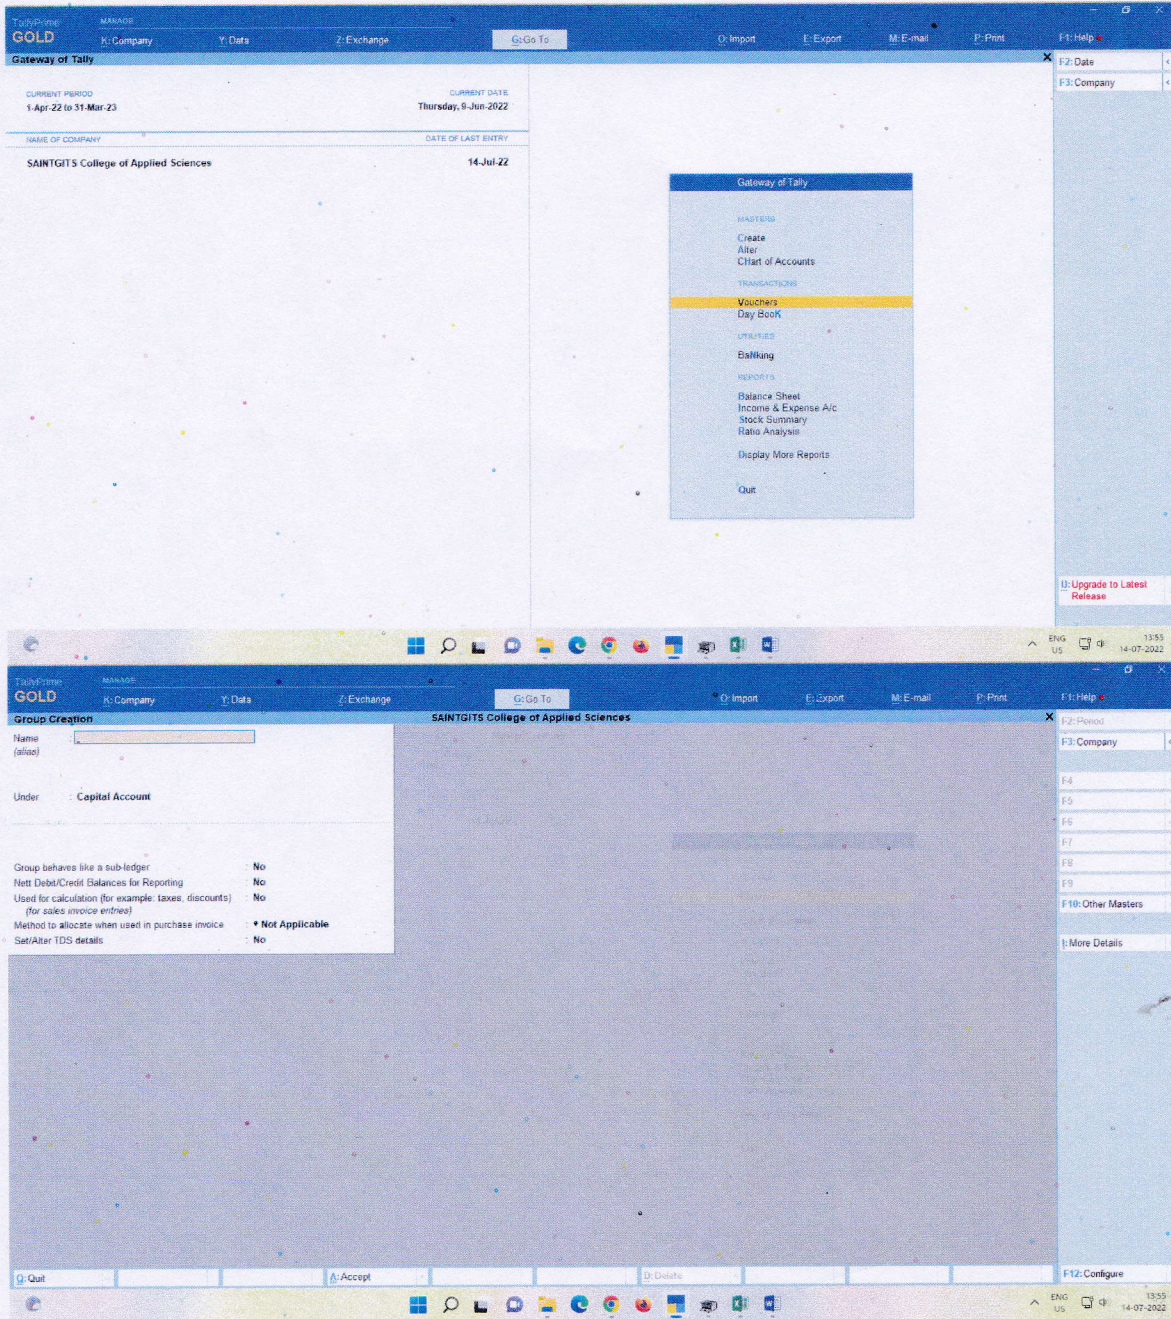 TallyPrime MANAGE
GOLD K: Company Y: Data Z: Exchange G: Go To O: Import E: Export M: E-mail P: Print F1: Help
Gateway of Tally
F2: Date
F3: Company
CURRENT PERIOD CURRENT DATE
1-Apr-22 to 31-Mar-23 Thursday, 9-Jun-2022
NAME OF COMPANY DATE OF LAST ENTRY
SAINTGITS College of Applied Sciences 14-Jul-22
Gateway of Tally
MASTERS
Create
Alter
CHart of Accounts
TRANSACTIONS
Vouchers
Day BooK
UTILITIES
BaNking
REPORTS
Balance Sheet
Income & Expense A/c
Stock Summary
Ratio Analysis
Display More Reports
Quit
U: Upgrade to Latest
Release
ENG 13:55
US 14-07-2022
TallyPrime MANAGE
GOLD K: Company Y: Data Z: Exchange G: Go To O: Import E: Export M: E-mail P: Print F1: Help
Group Creation SAINTGITS College of Applied Sciences
F2: Period
Name :
(alias)
F3: Company
F4
F5
F6
F7
F8
F9
F10: Other Masters
I: More Details
Under : Capital Account
Group behaves like a sub-ledger : No
Nett Debit/Credit Balances for Reporting : No
Used for calculation (for example: taxes, discounts) : No
(for sales invoice entries)
Method to allocate when used in purchase invoice : Not Applicable
Set/Alter TDS details : No
Q: Quit A: Accept D: Delete F12: Configure
ENG 13:55
US 14-07-2022